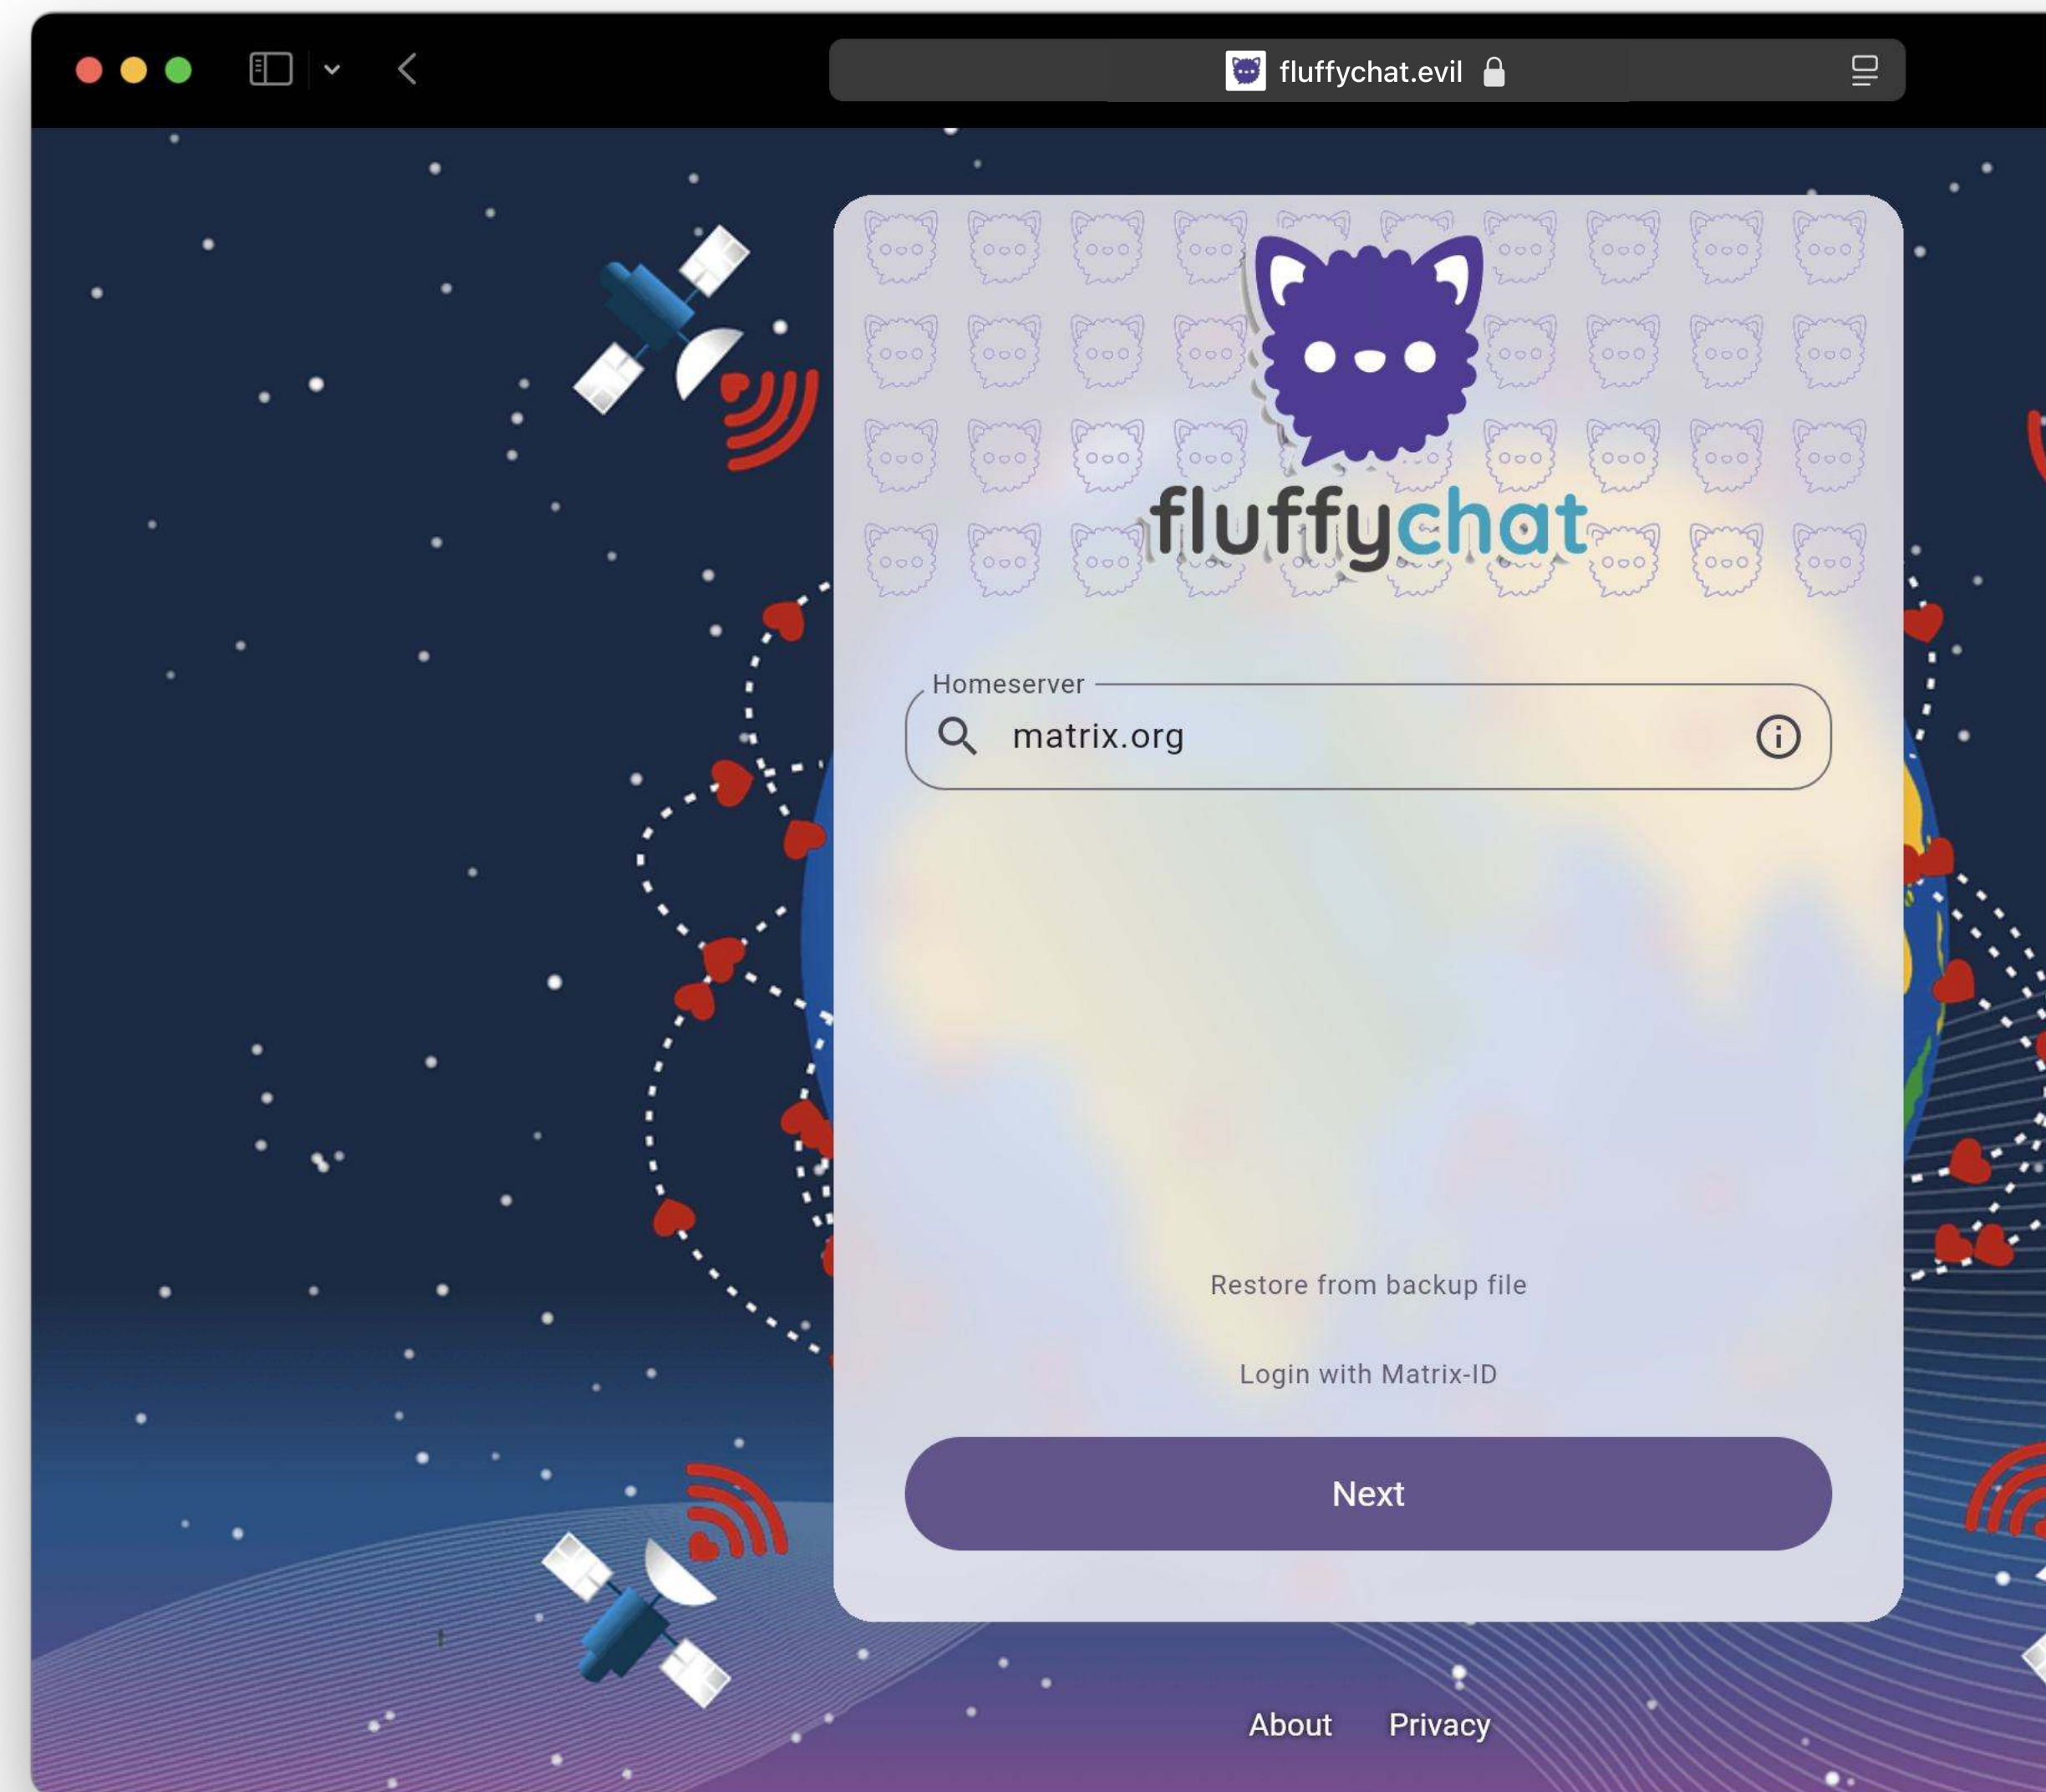 fluffychat.evil
fluffychat
Homeserver
matrix.org
Restore from backup file
Login with Matrix-ID
Next
About Privacy